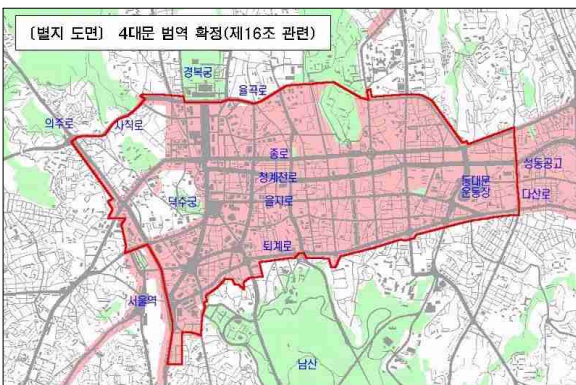 〔별지 도면〕 4대문 범역 확정(제16조 관련)
경복궁
율곡로
의주로
사직로
종로
성동공고
청계천로
동대문
운동장
덕수궁
을지로
다산로
퇴계로
서울역
남산